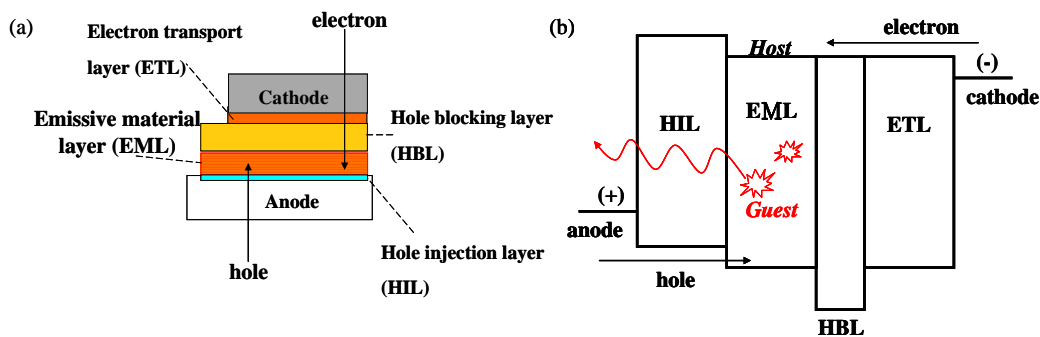 (a)
electron
Electron transport
layer (ETL)
Cathode
Emissive material
layer (EML)
Hole blocking layer
(HBL)
Anode
Hole injection layer
(HIL)
hole
(b)
Host
electron
(-)
cathode
HIL
EML
ETL
(+)
anode
Guest
hole
HBL